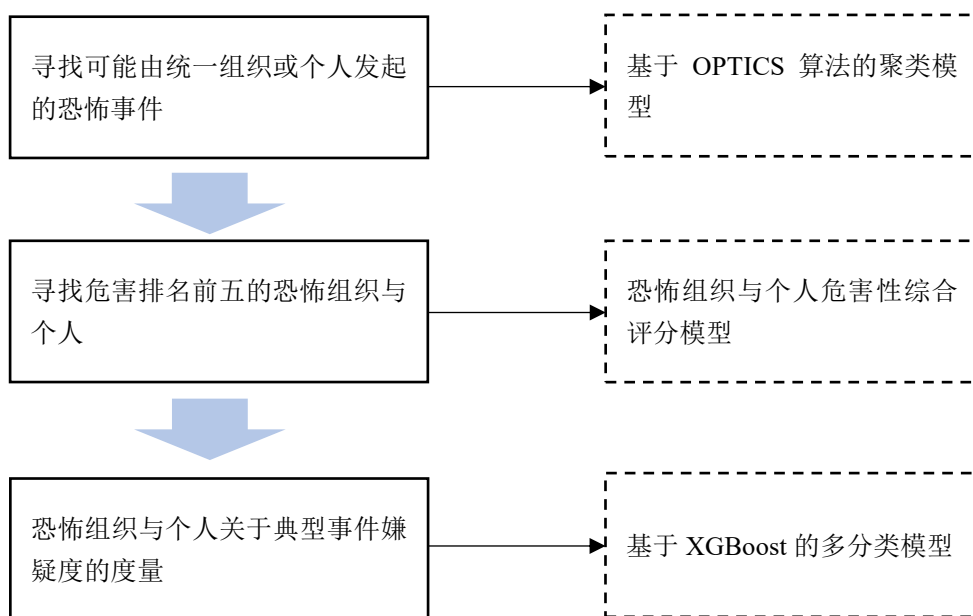 寻找可能由统一组织或个人发起
的恐怖事件
基于 OPTICS 算法的聚类模
型
寻找危害排名前五的恐怖组织与
个人
恐怖组织与个人危害性综合
评分模型
恐怖组织与个人关于典型事件嫌
疑度的度量
基于 XGBoost 的多分类模型